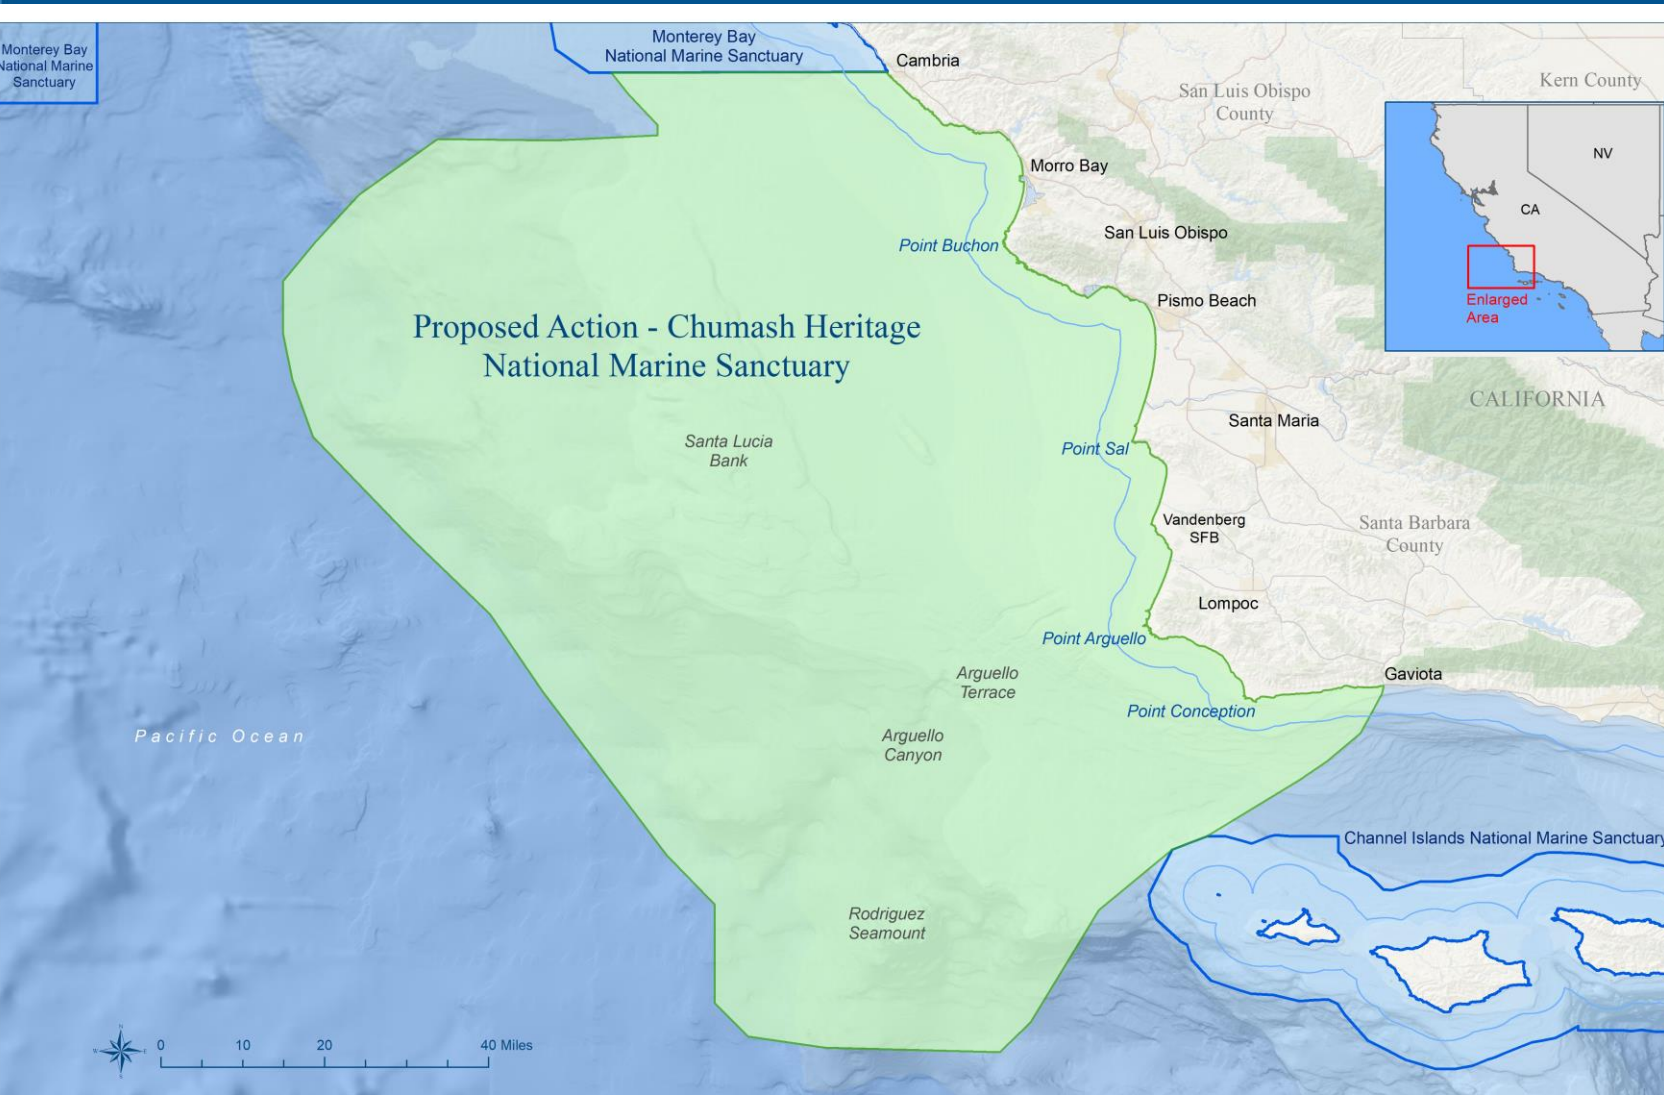 Monterey Bay
National Marine
Sanctuary
Monterey Bay
National Marine Sanctuary
Cambria
San Luis Obispo
County
Kern County
NV
CA
Enlarged
Area
Morro Bay
San Luis Obispo
Point Buchon
Pismo Beach
Proposed Action - Chumash Heritage
National Marine Sanctuary
CALIFORNIA
Santa Maria
Santa Lucia
Bank
Point Sal
Vandenberg
SFB
Santa Barbara
County
Lompoc
Point Arguello
Arguello
Terrace
Gaviota
Point Conception
Pacific Ocean
Arguello
Canyon
Channel Islands National Marine Sanctuary
Rodriguez
Seamount
N
W
E
S
0 10 20 40 Miles